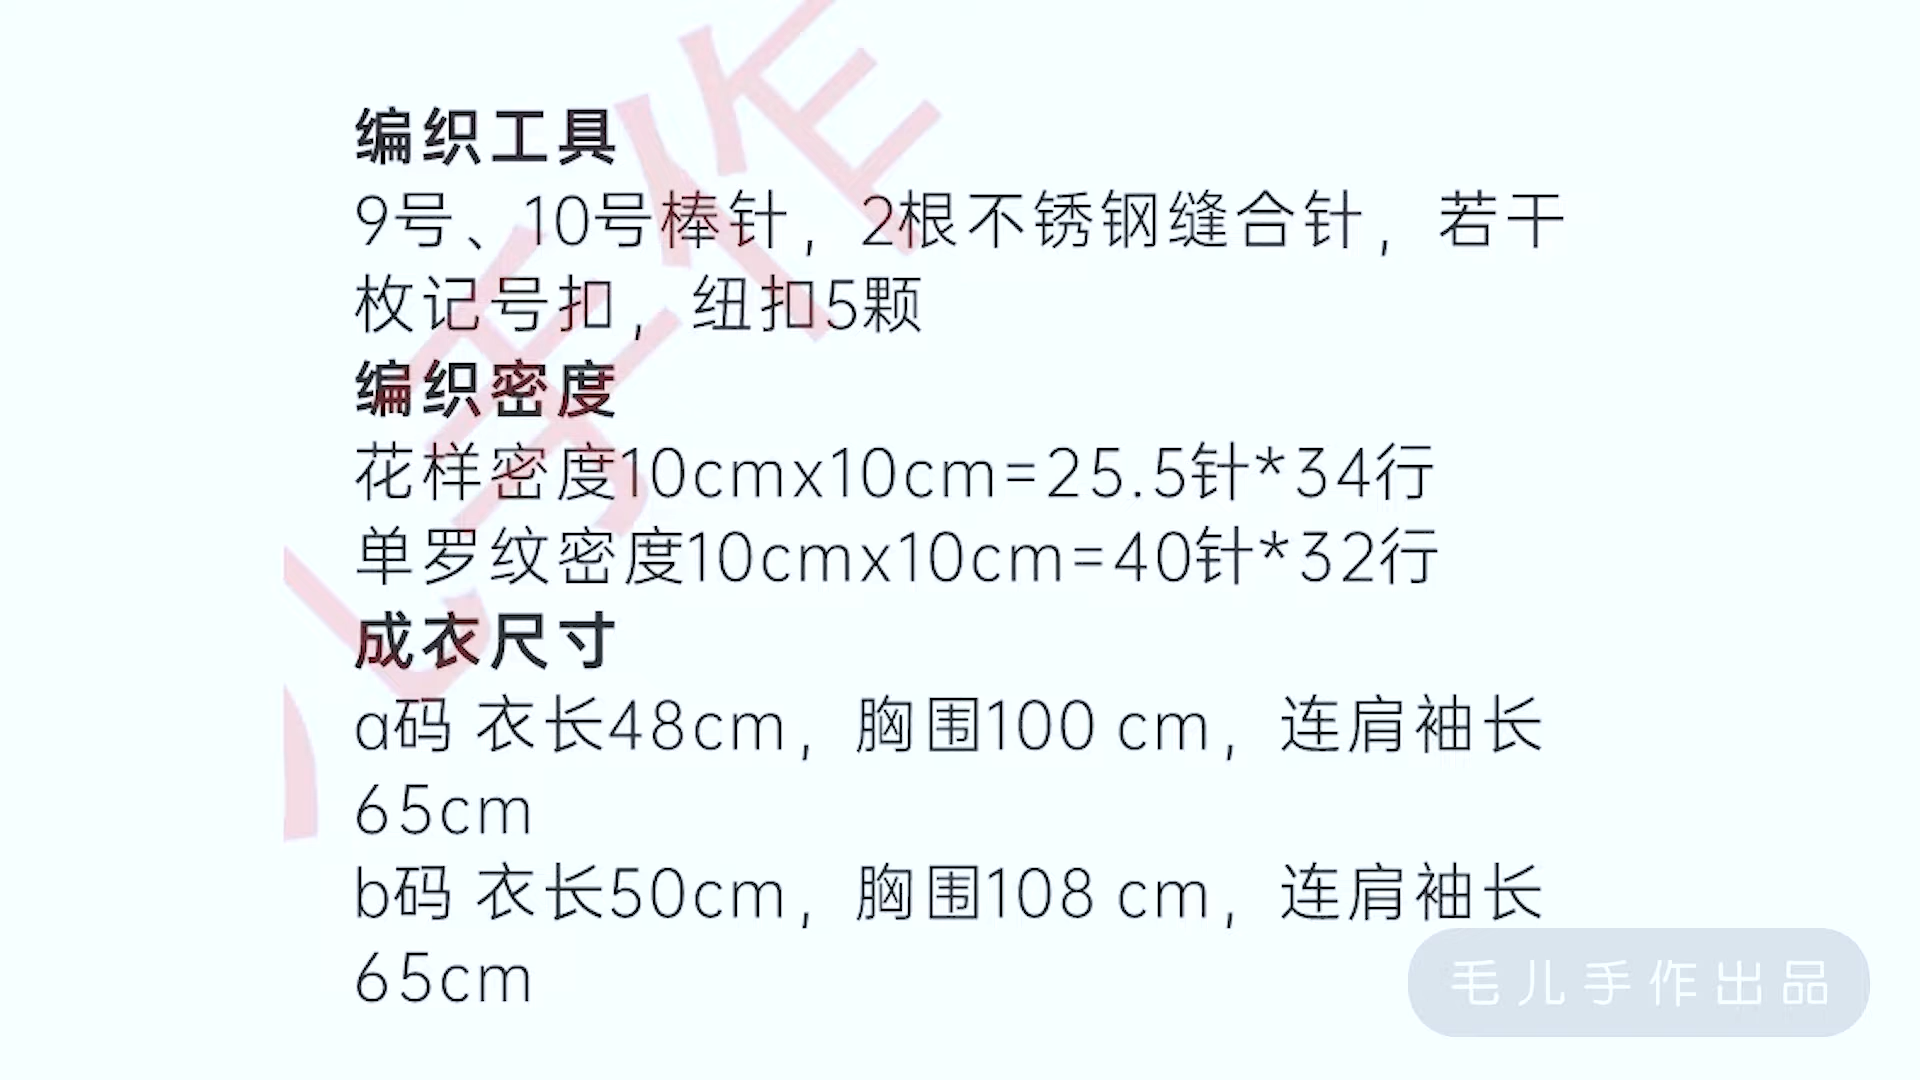 编织工具
9号、10号棒针，2根不锈钢缝合针，若干
枚记号扣，纽扣5颗
编织密度
花样密度10cmx10cm=25.5针*34行
单罗纹密度10cmx10cm=40针*32行
成衣尺寸
a码 衣长48cm，胸围100 cm，连肩袖长
65cm
b码 衣长50cm，胸围108 cm，连肩袖长
65cm
毛儿手作出品
儿手作